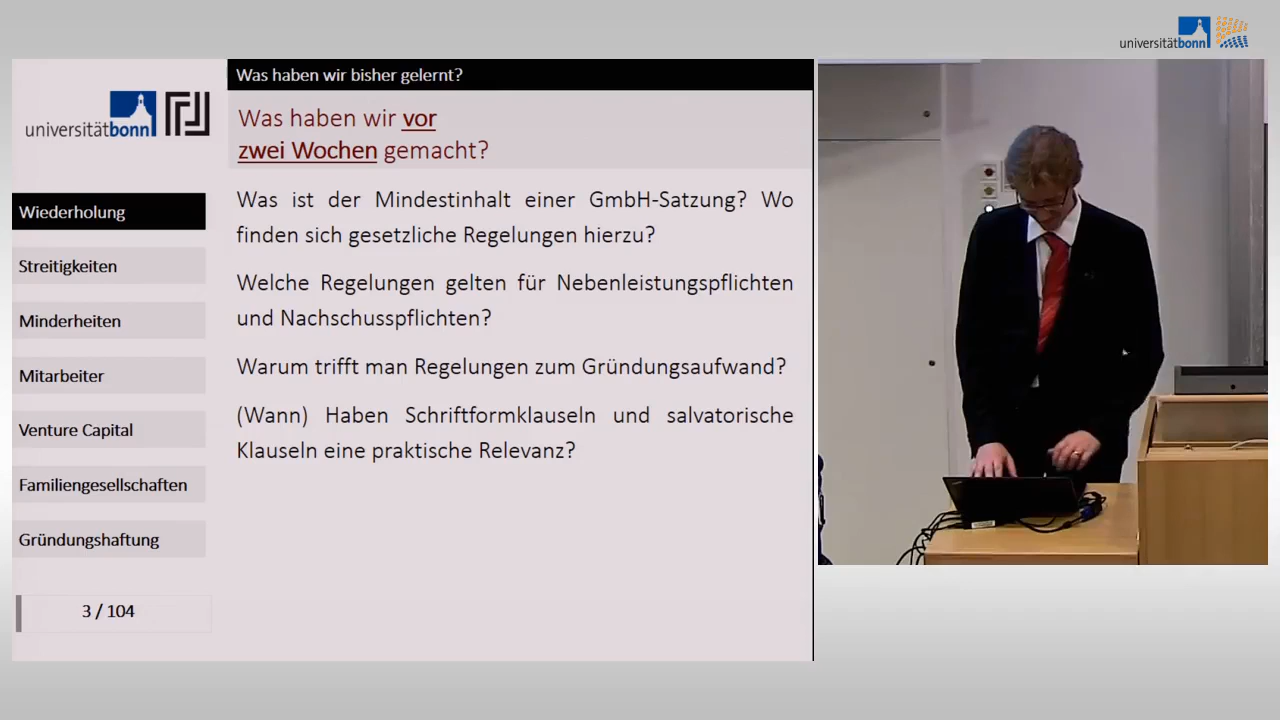 universitätbonn
universitätbonn
Was haben wir bisher gelernt?
Was haben wir vor
zwei Wochen gemacht?
Wiederholung
Streitigkeiten
Minderheiten
Mitarbeiter
Venture Capital
Familiengesellschaften
Gründungshaftung
3 / 104
Was ist der Mindestinhalt einer GmbH-Satzung? Wo
finden sich gesetzliche Regelungen hierzu?
Welche Regelungen gelten für Nebenleistungspflichten
und Nachschusspflichten?
Warum trifft man Regelungen zum Gründungsaufwand?
(Wann) Haben Schriftformklauseln und salvatorische
Klauseln eine praktische Relevanz?